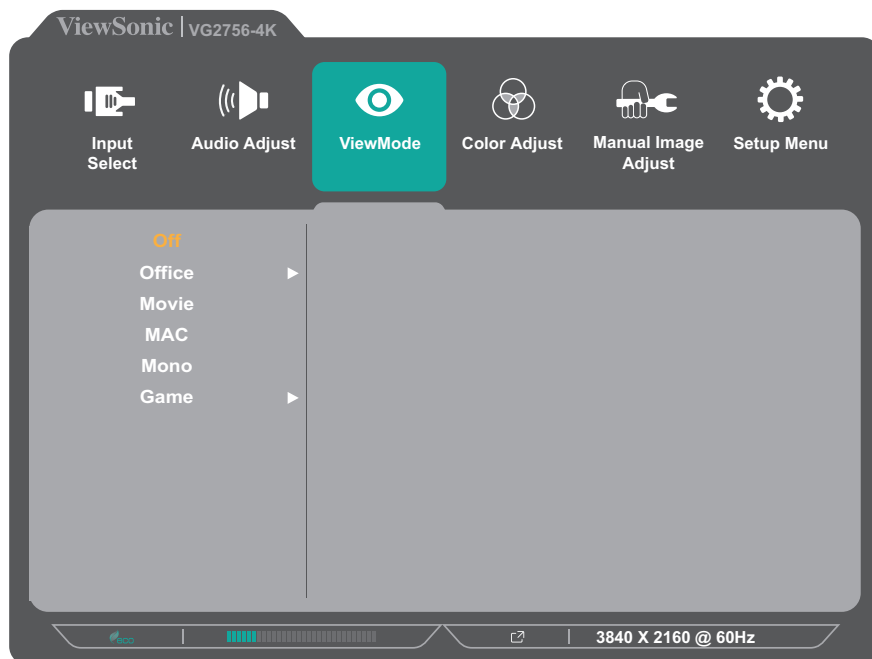 ViewSonic | VG2756-4K
Input Select
Audio Adjust
ViewMode
Color Adjust
Manual Image Adjust
Setup Menu
Off
Office
Movie
MAC
Mono
Game
eco
3840 X 2160 @ 60Hz